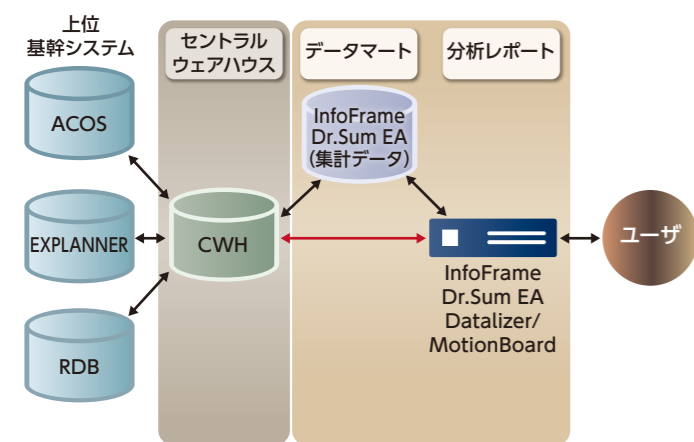 上位
基幹システム
セントラル
ウェアハウス
データマート
分析レポート
ACOS
InfoFrame
Dr.Sum EA
(集計データ)
EXPLANNER
CWH
ユーザ
InfoFrame
Dr.Sum EA
Datalizer/
MotionBoard
RDB